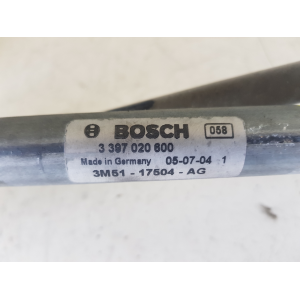 BOSCH 058
3 397 020 600
Made in Germany 05-07-04 1
3M51 - 17504 - AG